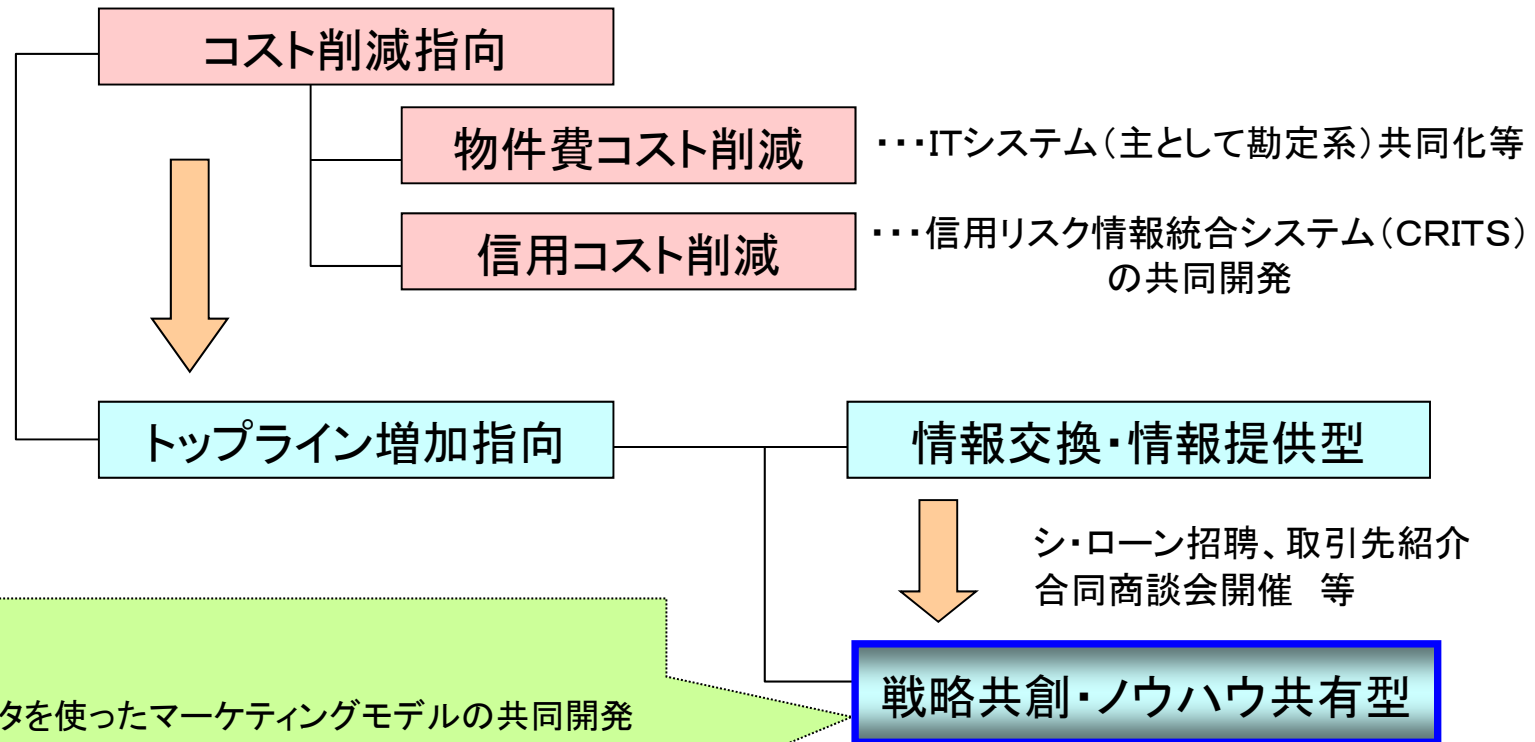 コスト削減指向
物件費コスト削減
・・・ITシステム（主として勘定系）共同化等
信用コスト削減
・・・信用リスク情報統合システム（CRITS）
の共同開発
トップライン増加指向
情報交換・情報提供型
シ・ローン招聘、取引先紹介
合同商談会開催　等
戦略共創・ノウハウ共有型
タを使ったマーケティングモデルの共同開発